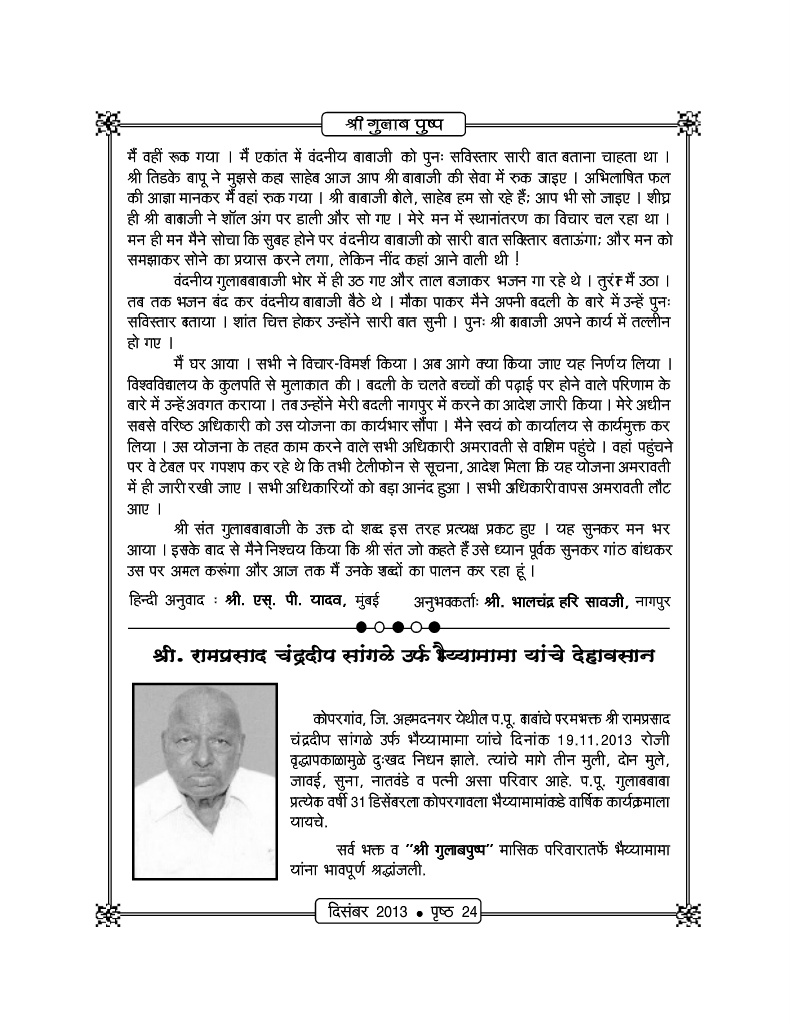 श्री गुलाब पुष्प
मैं वहीं रूक गया । मैं एकांत में वंदनीय बाबाजी को पुनः सविस्तार सारी बात बताना चाहता था ।
श्री तिडके बापू ने मुझसे कहा साहेब आज आप श्री बाबाजी की सेवा में रुक जाइए । अभिलाषित फल
की आज्ञा मानकर मैं वहां रुक गया । श्री बाबाजी बोले, साहेब हम सो रहे हैं; आप भी सो जाइए । शीघ्र
ही श्री बाबाजी ने शॉल अंग पर डाली और सो गए । मेरे मन में स्थानांतरण का विचार चल रहा था ।
मन ही मन मैने सोचा कि सुबह होने पर वंदनीय बाबाजी को सारी बात सविस्तार बताऊंगा; और मन को
समझाकर सोने का प्रयास करने लगा, लेकिन नींद कहां आने वाली थी !
वंदनीय गुलाबबाबाजी भोर में ही उठ गए और ताल बजाकर भजन गा रहे थे । तुरंत मैं उठा ।
तब तक भजन बंद कर वंदनीय बाबाजी बैठे थे । मौका पाकर मैने अपनी बदली के बारे में उन्हें पुनः
सविस्तार बताया । शांत चित्त होकर उन्होंने सारी बात सुनी । पुनः श्री बाबाजी अपने कार्य में तल्लीन
हो गए ।
मैं घर आया । सभी ने विचार-विमर्श किया । अब आगे क्या किया जाए यह निर्णय लिया ।
विश्वविद्यालय के कुलपति से मुलाकात की । बदली के चलते बच्चों की पढ़ाई पर होने वाले परिणाम के
बारे में उन्हें अवगत कराया । तब उन्होंने मेरी बदली नागपुर में करने का आदेश जारी किया । मेरे अधीन
सबसे वरिष्ठ अधिकारी को उस योजना का कार्यभार सौंपा । मैने स्वयं को कार्यालय से कार्यमुक्त कर
लिया । उस योजना के तहत काम करने वाले सभी अधिकारी अमरावती से वाशिम पहुंचे । वहां पहुंचने
पर वे टेबल पर गपशप कर रहे थे कि तभी टेलीफोन से सूचना, आदेश मिला कि यह योजना अमरावती
में ही जारी रखी जाए । सभी अधिकारियों को बड़ा आनंद हुआ । सभी अधिकारी वापस अमरावती लौट
आए ।
श्री संत गुलाबबाबाजी के उक्त दो शब्द इस तरह प्रत्यक्ष प्रकट हुए । यह सुनकर मन भर
आया । इसके बाद से मैने निश्चय किया कि श्री संत जो कहते हैं उसे ध्यान पूर्वक सुनकर गांठ बांधकर
उस पर अमल करूंगा और आज तक मैं उनके शब्दों का पालन कर रहा हूं ।
हिन्दी अनुवाद : श्री. एस्. पी. यादव, मुंबई अनुभवकर्ताः श्री. भालचंद्र हरि सावजी, नागपुर
श्री. रामप्रसाद चंद्रदीप सांगळे उर्फ भैय्यामामा यांचे देहावसान
कोपरगांव, जि. अहमदनगर येथील प.पू. बाबांचे परमभक्त श्री रामप्रसाद
चंद्रदीप सांगळे उर्फ भैय्यामामा यांचे दिनांक 19.11.2013 रोजी
वृद्धापकाळामुळे दुःखद निधन झाले. त्यांचे मागे तीन मुली, दोन मुले,
जावई, सुना, नातवंडे व पत्नी असा परिवार आहे. प.पू. गुलाबबाबा
प्रत्येक वर्षी 31 डिसेंबरला कोपरगावला भैय्यामामांकडे वार्षिक कार्यक्रमाला
यायचे.
सर्व भक्त व "श्री गुलाबपुष्प" मासिक परिवारातर्फे भैय्यामामा
यांना भावपूर्ण श्रद्धांजली.
दिसंबर 2013 ● पृष्ठ 24